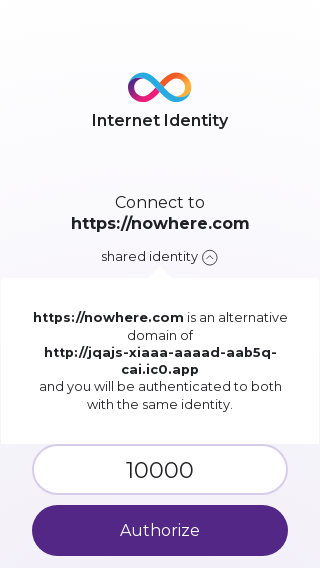 Internet Identity
Connect to
https://nowhere.com
shared identity
https://nowhere.com is an alternative
domain of
http://jqajs-xiaaa-aaaad-aab5q-
cai.ic0.app
and you will be authenticated to both
with the same identity.
10000
Authorize